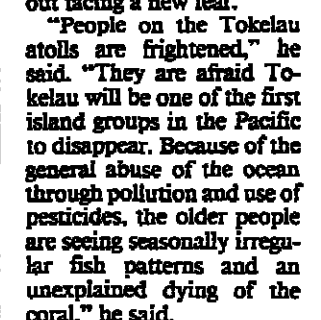 out facing a new fear.
"People on the Tokelau
atolls are frightened," he
said. "They are afraid To-
kelau will be one of the first
island groups in the Pacific
to disappear. Because of the
general abuse of the ocean
through pollution and use of
pesticides, the older people
are seeing seasonally irregu-
lar fish patterns and an
unexplained dying of the
coral," he said.